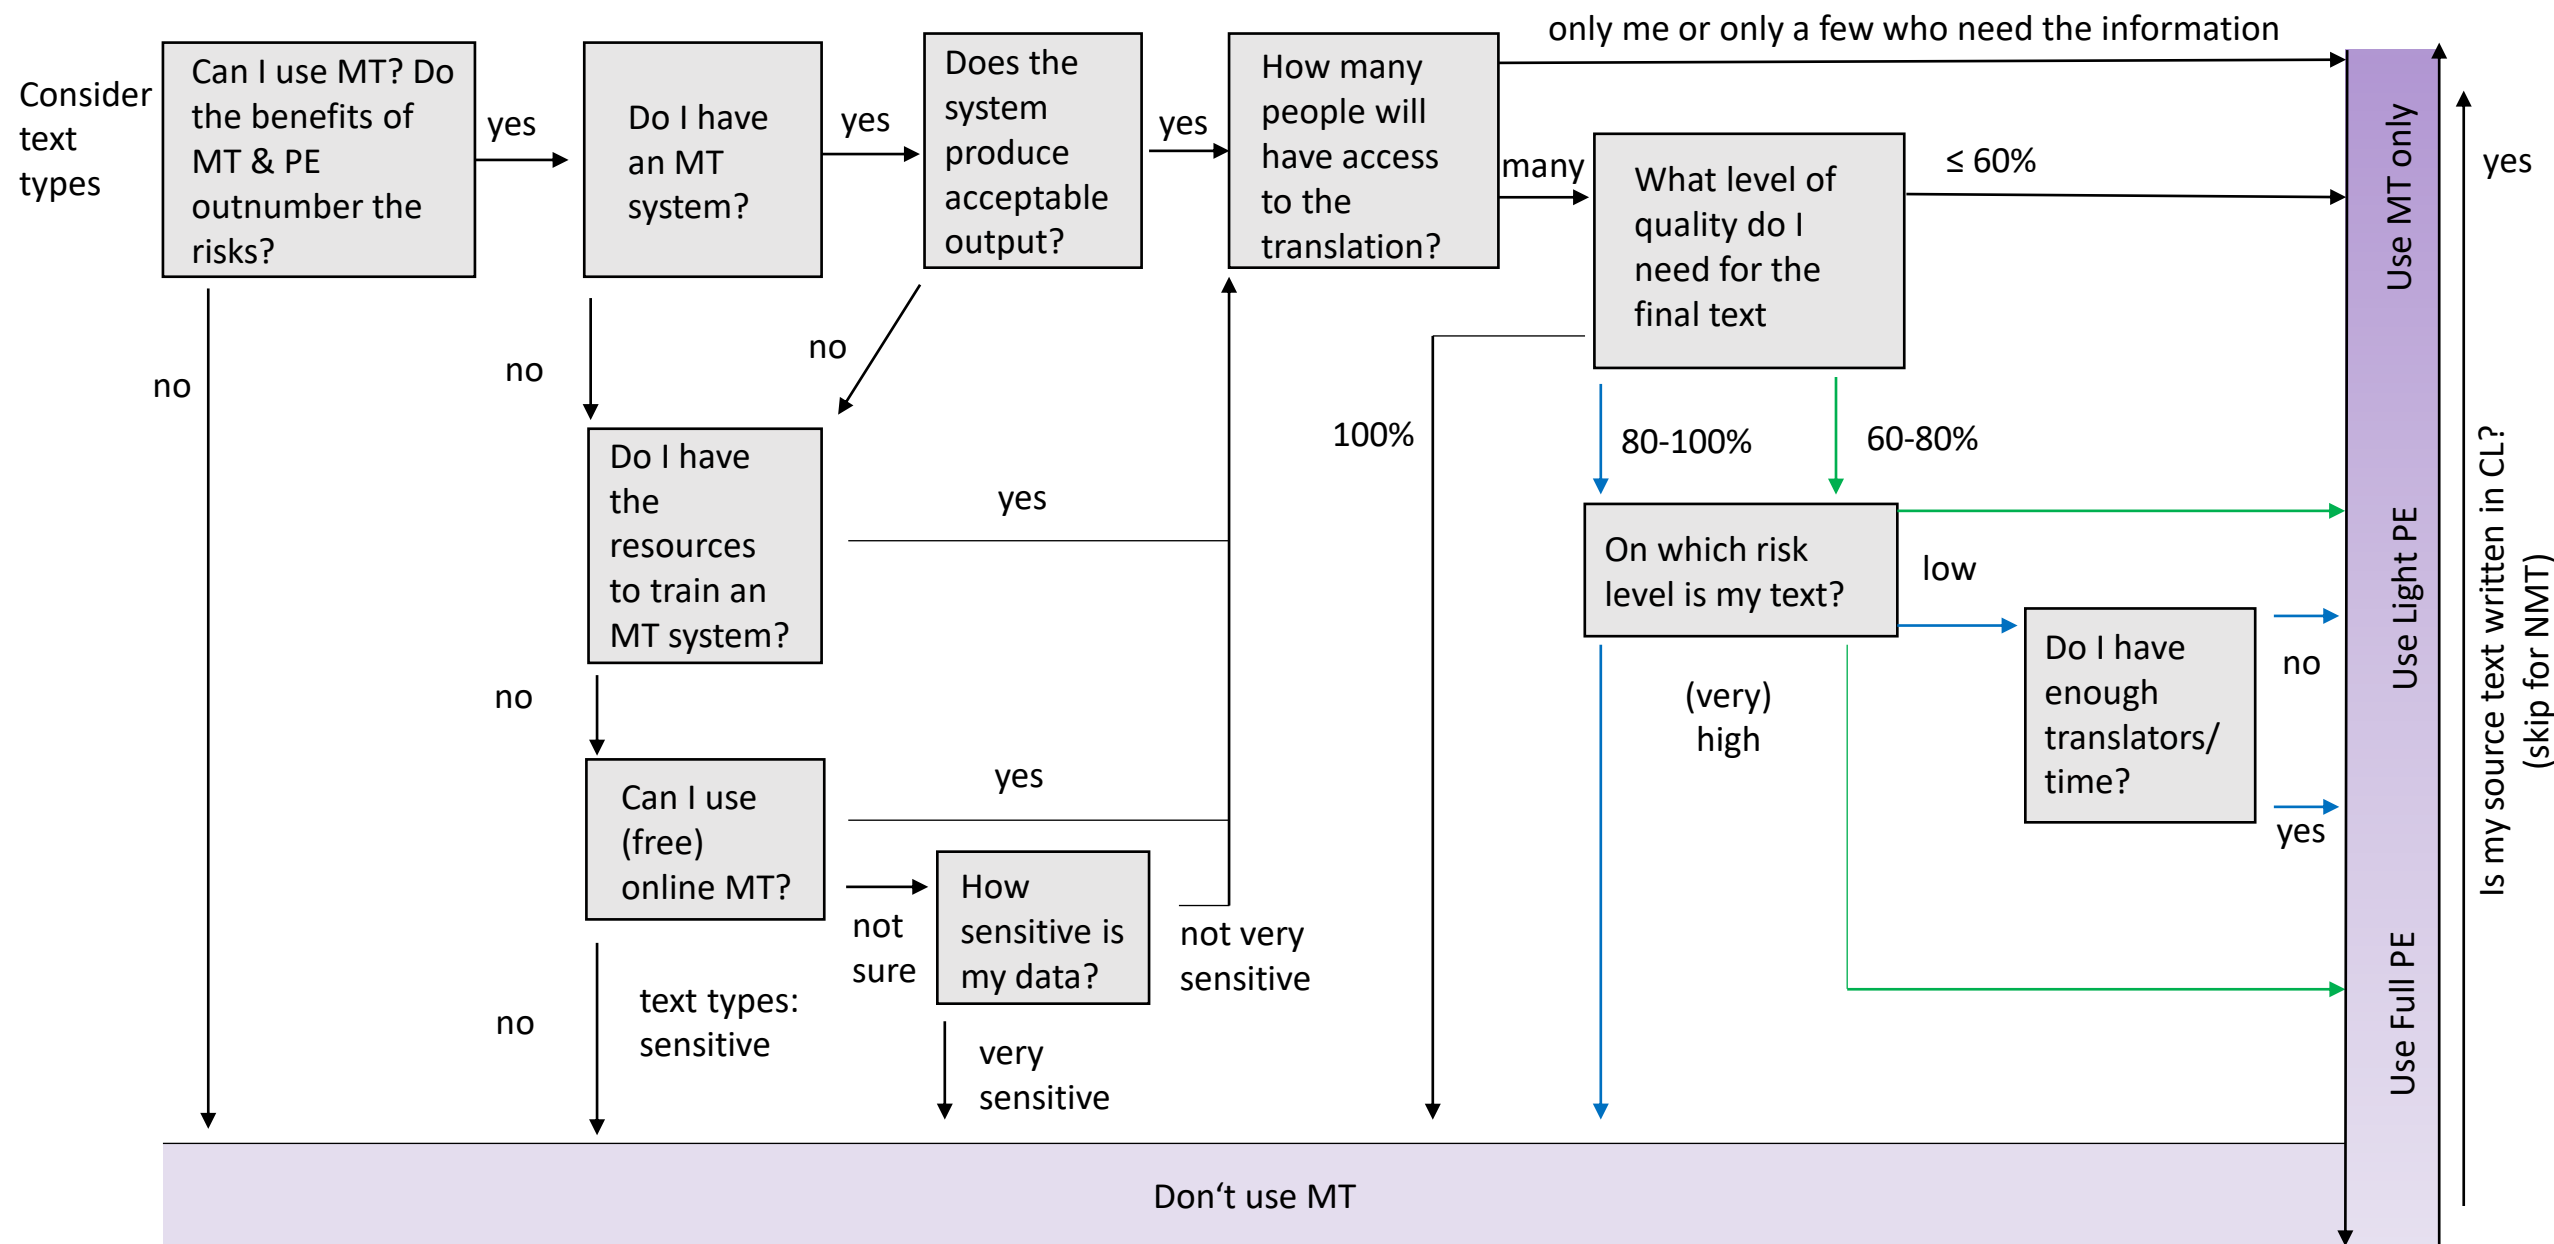 Consider
text
types
Can I use MT? Do
the benefits of
MT & PE
outnumber the
risks?
yes
no
Do I have
an MT
system?
yes
no
Does the
system
produce
acceptable
output?
yes
no
How many
people will
have access
to the
translation?
only me or only a few who need the information
many
What level of
quality do I
need for the
final text
≤ 60%
100%
80-100%
60-80%
Do I have
the
resources
to train an
MT system?
yes
no
On which risk
level is my text?
low
(very)
high
Do I have
enough
translators/
time?
no
yes
Can I use
(free)
online MT?
yes
not
sure
no
text types:
sensitive
How
sensitive is
my data?
not very
sensitive
very
sensitive
Don‘t use MT
Use MT only
Use Light PE
Use Full PE
yes
Is my source text written in CL?
(skip for NMT)